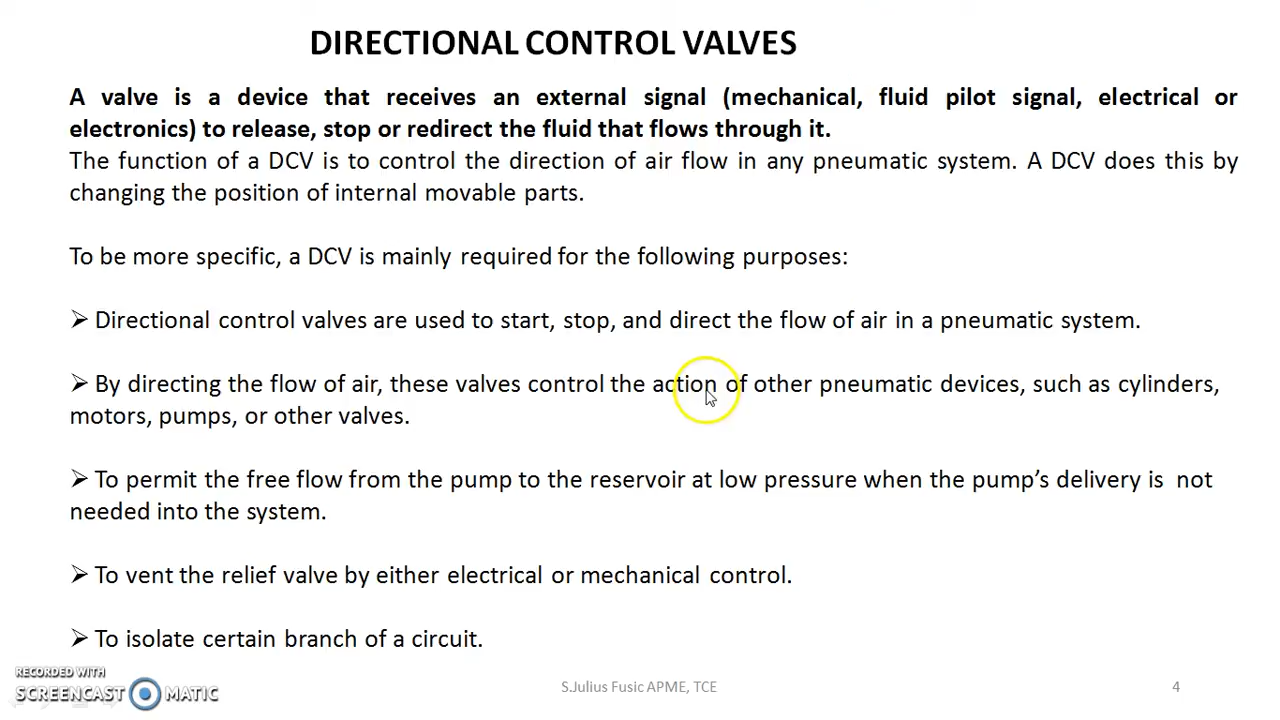 DIRECTIONAL CONTROL VALVES
A valve is a device that receives an external signal (mechanical, fluid pilot signal, electrical or
electronics) to release, stop or redirect the fluid that flows through it.
The function of a DCV is to control the direction of air flow in any pneumatic system. A DCV does this by
changing the position of internal movable parts.
To be more specific, a DCV is mainly required for the following purposes:
➢ Directional control valves are used to start, stop, and direct the flow of air in a pneumatic system.
➢ By directing the flow of air, these valves control the action of other pneumatic devices, such as cylinders,
motors, pumps, or other valves.
➢ To permit the free flow from the pump to the reservoir at low pressure when the pump’s delivery is not
needed into the system.
➢ To vent the relief valve by either electrical or mechanical control.
➢ To isolate certain branch of a circuit.
RECORDED WITH
SCREENCAST MATIC
S.Julius Fusic APME, TCE
4